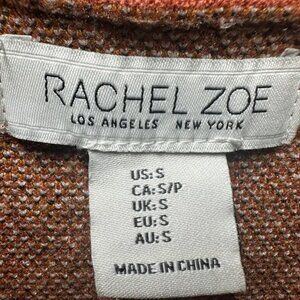 RACHEL ZOE
LOS ANGELES NEW YORK
US: S
CA: S/P
UK: S
EU: S
AU: S
MADE IN CHINA